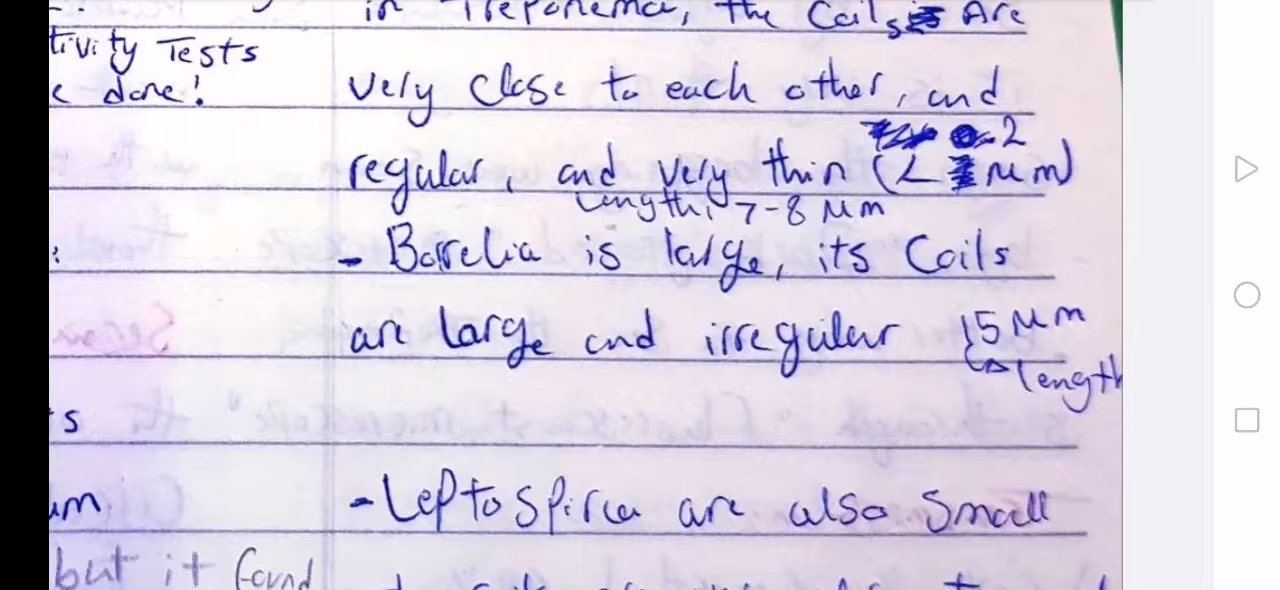 in Treponema, the Coils Are
tivity Tests
e done!
very close to each other, and
2
regular, and very thin (< μm)
Length: 7-8 μm
- Borrelia is large, its Coils
are large and irregular 15 μm
length
s
um
- Leptospira are also small
but it found